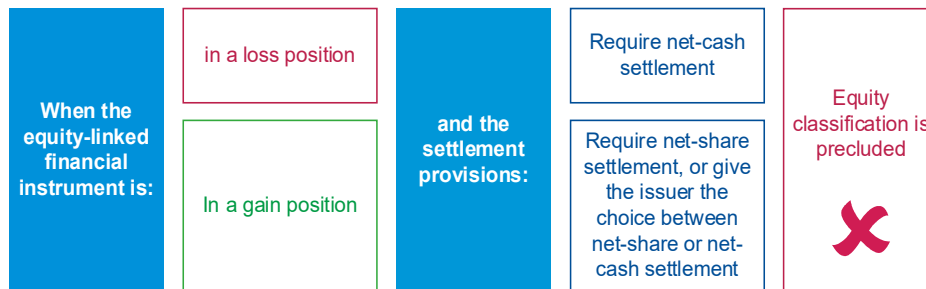 When the
equity-linked
financial
instrument is:
in a loss position
In a gain position
and the
settlement
provisions:
Require net-cash
settlement
Require net-share
settlement, or give
the issuer the
choice between
net-share or net-
cash settlement
Equity
classification is
precluded